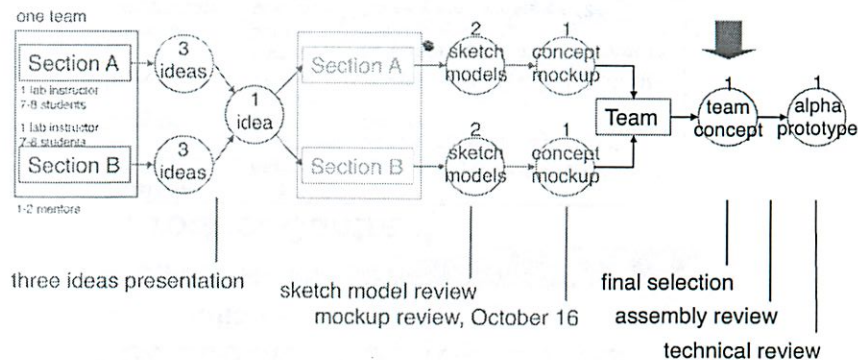 one team
Section A
1 lab instructor
7-8 students
1 lab instructor
7-8 students
Section B
1-2 mentors
3
ideas
3
ideas
1
idea
Section A
Section B
2
sketch
models
2
sketch
models
1
concept
mockup
1
concept
mockup
Team
1
team
concept
1
alpha
prototype
three ideas presentation
sketch model review
mockup review, October 16
final selection
assembly review
technical review